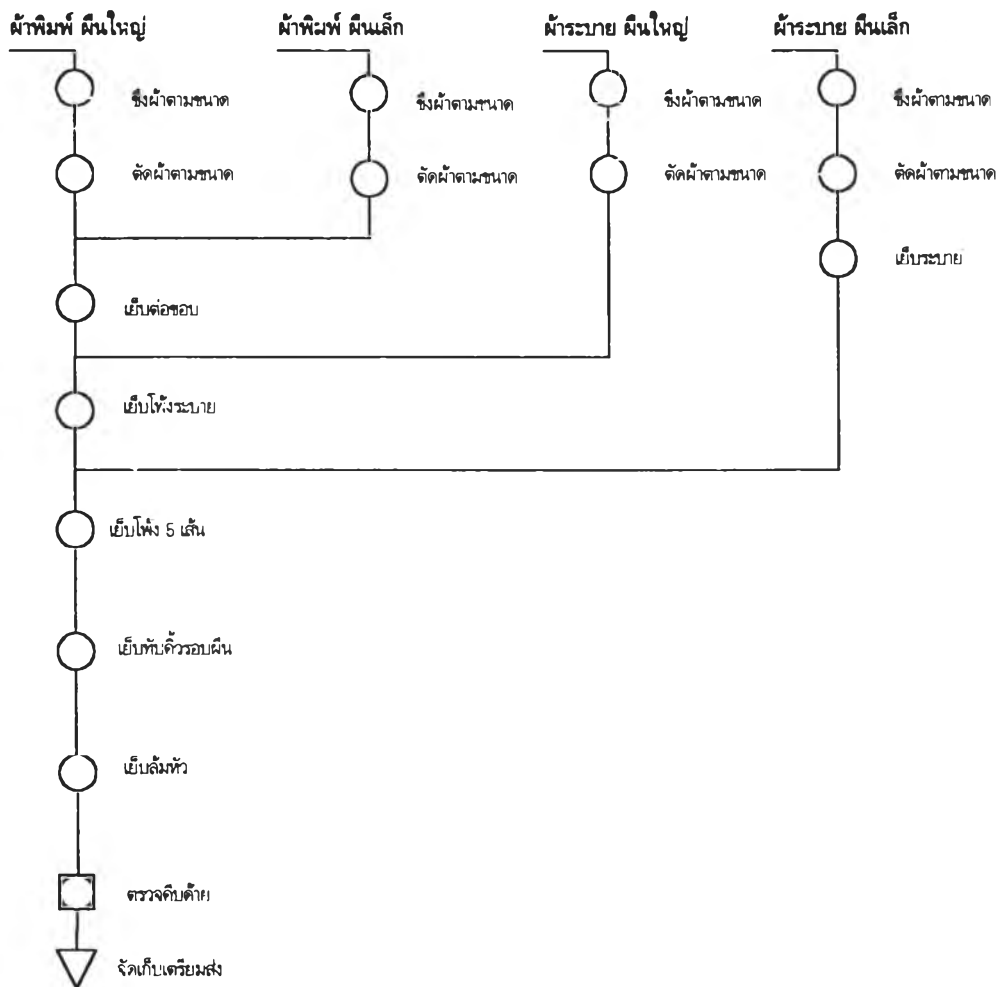 ผ้าพิมพ์ ผืนใหญ่
ผ้าพิมพ์ ผืนเล็ก
ผ้าระบาย ผืนใหญ่
ผ้าระบาย ผืนเล็ก
ขึงผ้าตามขนาด
ขึงผ้าตามขนาด
ขึงผ้าตามขนาด
ขึงผ้าตามขนาด
ตัดผ้าตามขนาด
ตัดผ้าตามขนาด
ตัดผ้าตามขนาด
ตัดผ้าตามขนาด
เย็บระบาย
เย็บต่อขอบ
เย็บโพ้งระบาย
เย็บโพ้ง 5 เส้น
เย็บทับคิ้วรอบผืน
เย็บล้มหัว
ตรวจคีบด้าย
จัดเก็บเตรียมส่ง